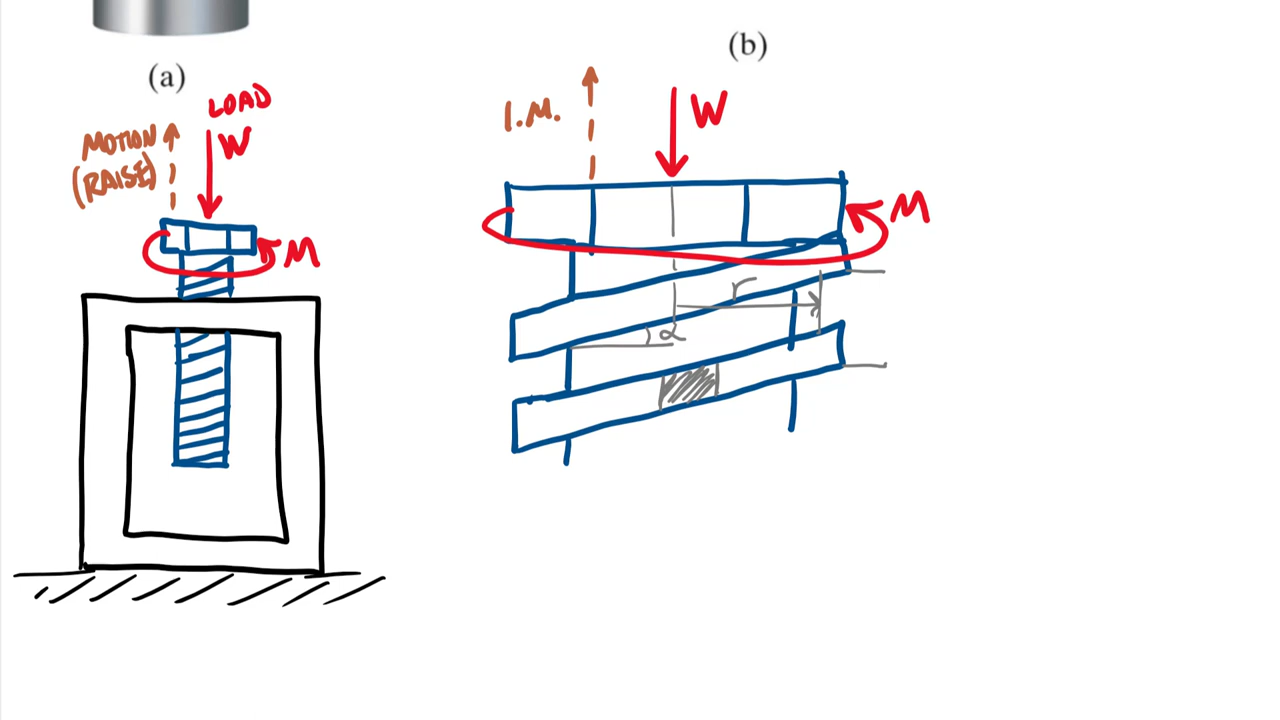 (a)
(b)
LOAD
W
MOTION
(RAISE)
M
I.M.
W
M
r
α